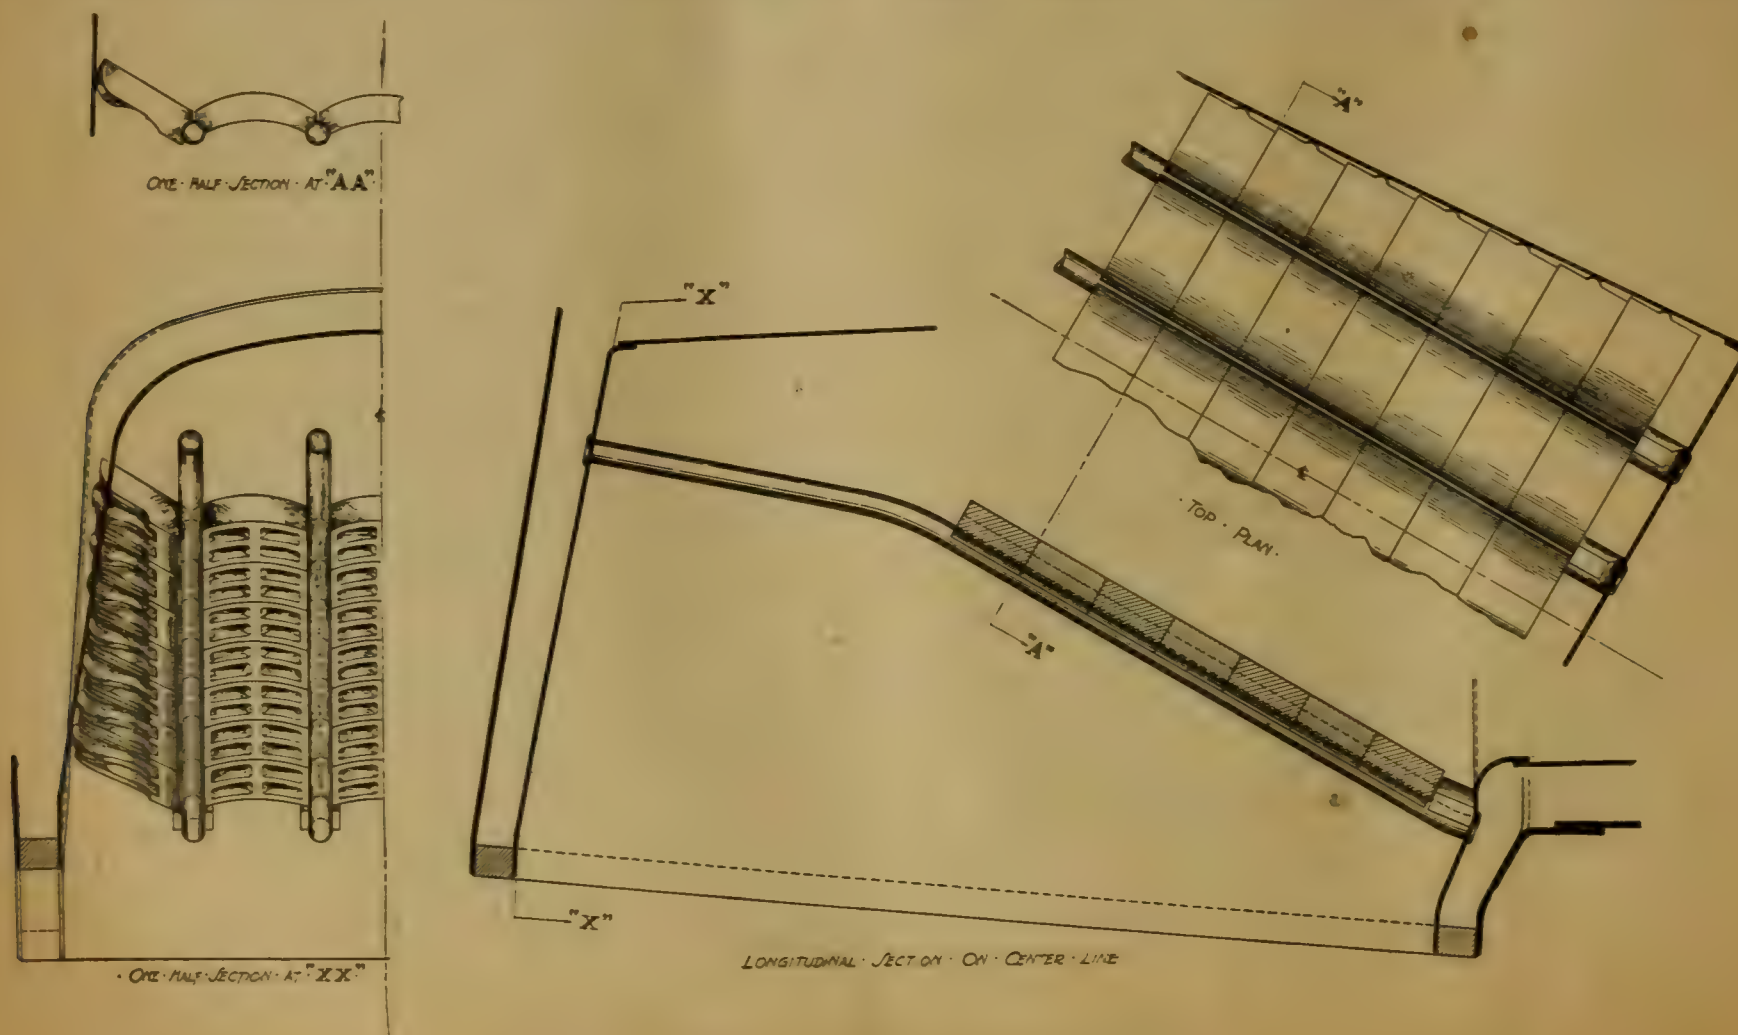 ONE · HALF · SECTION · AT · "AA"
"A"
"X"
TOP · PLAN ·
"A"
"X"
LONGITUDINAL · SECTION · ON · CENTER · LINE
· ONE · HALF · SECTION · AT · "XX"